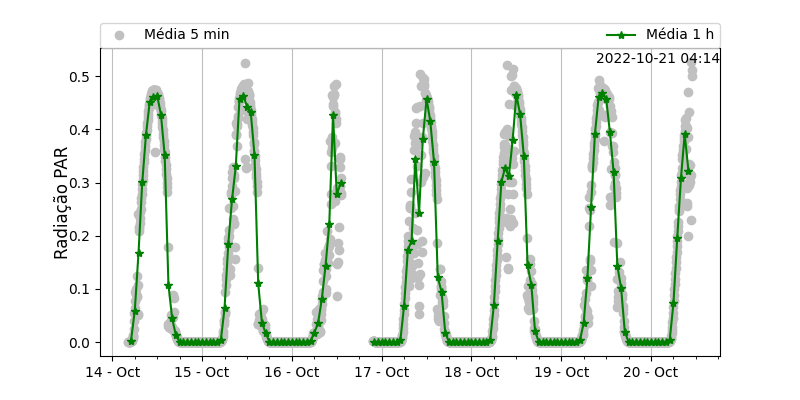 Média 5 min
Média 1 h
2022-10-21 04:14
Radiação PAR
0.5
0.4
0.3
0.2
0.1
0.0
14 - Oct
15 - Oct
16 - Oct
17 - Oct
18 - Oct
19 - Oct
20 - Oct